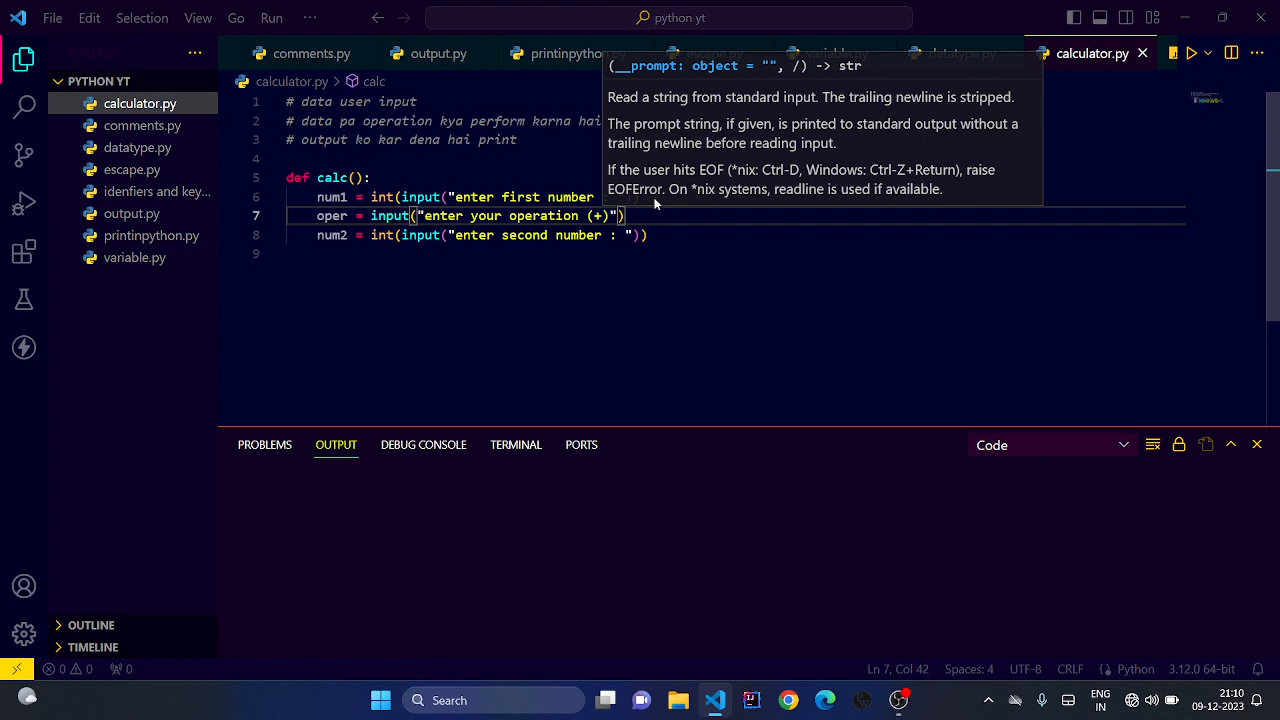 File Edit Selection View Go Run ··· python yt
comments.py output.py printinpython.py escape.py variable.py datatype.py calculator.py
PYTHON YT
calculator.py
comments.py
datatype.py
escape.py
idenfiers and key...
output.py
printinpython.py
variable.py
OUTLINE
TIMELINE
calculator.py > calc
1 # data user input
2 # data pa operation kya perform karna hai
3 # output ko kar dena hai print
4
5 def calc():
6 num1 = int(input("enter first number
7 oper = input("enter your operation (+)")
8 num2 = int(input("enter second number : "))
9
(__prompt: object = "", /) -> str
Read a string from standard input. The trailing newline is stripped.
The prompt string, if given, is printed to standard output without a
trailing newline before reading input.
If the user hits EOF (*nix: Ctrl-D, Windows: Ctrl-Z+Return), raise
EOFError. On *nix systems, readline is used if available.
PROBLEMS OUTPUT DEBUG CONSOLE TERMINAL PORTS Code
0 0 0 Ln 7, Col 42 Spaces: 4 UTF-8 CRLF Python 3.12.0 64-bit
Search ENG 21:10
IN 09-12-2023